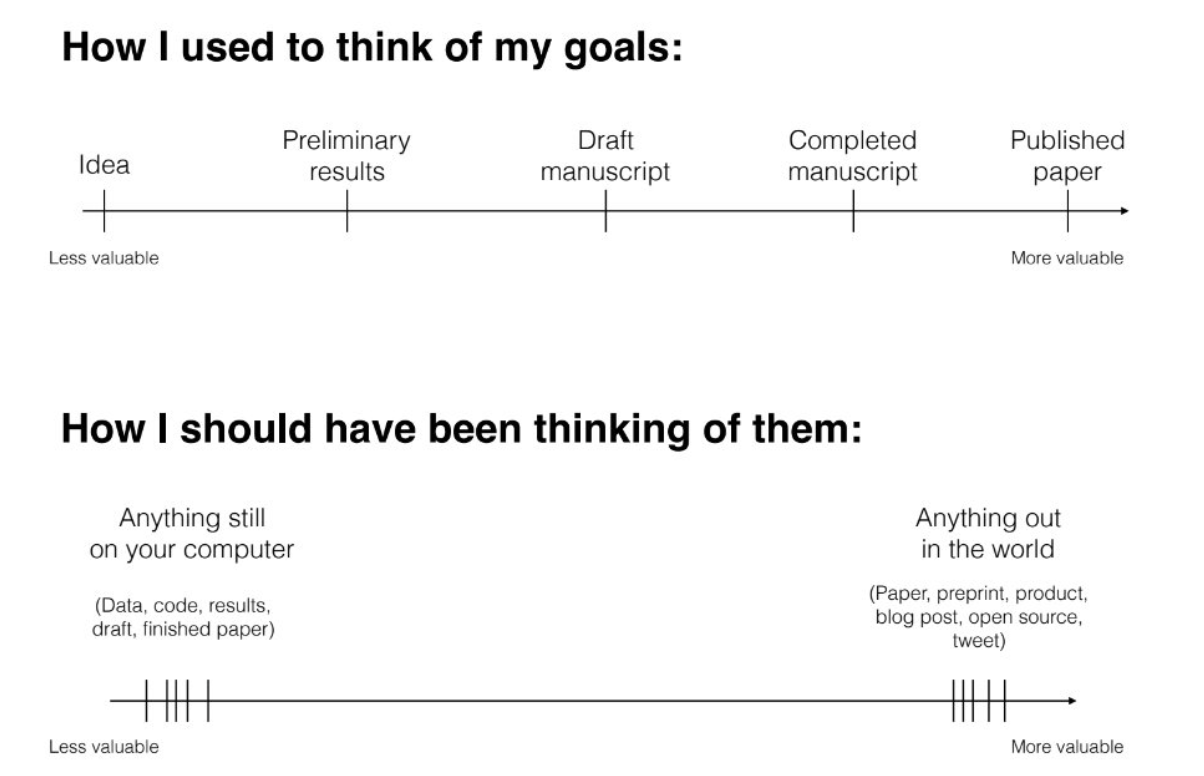 How I used to think of my goals:
Idea
Preliminary
results
Draft
manuscript
Completed
manuscript
Published
paper
Less valuable
More valuable
How I should have been thinking of them:
Anything still
on your computer
(Data, code, results,
draft, finished paper)
Anything out
in the world
(Paper, preprint, product,
blog post, open source,
tweet)
Less valuable
More valuable